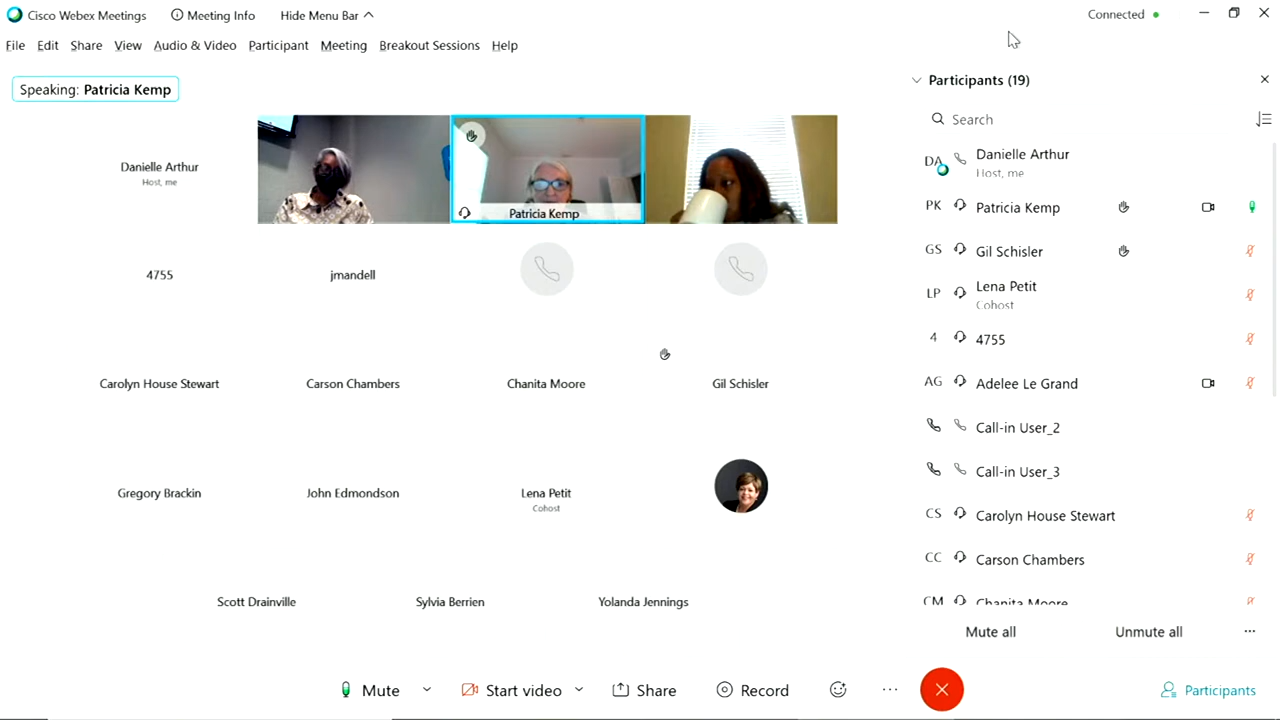 Cisco Webex Meetings
Meeting Info
Hide Menu Bar
Connected
File Edit Share View Audio & Video Participant Meeting Breakout Sessions Help
Speaking: Patricia Kemp
Danielle Arthur
Host, me
Patricia Kemp
4755
jmandell
Carolyn House Stewart
Carson Chambers
Chanita Moore
Gil Schisler
Gregory Brackin
John Edmondson
Lena Petit
Cohost
Scott Drainville
Sylvia Berrien
Yolanda Jennings
Participants (19)
Search
DA Danielle Arthur
Host, me
PK Patricia Kemp
GS Gil Schisler
LP Lena Petit
Cohost
4 4755
AG Adelee Le Grand
Call-in User_2
Call-in User_3
CS Carolyn House Stewart
CC Carson Chambers
CM Chanita Moore
Mute all
Unmute all
Mute
Start video
Share
Record
Participants